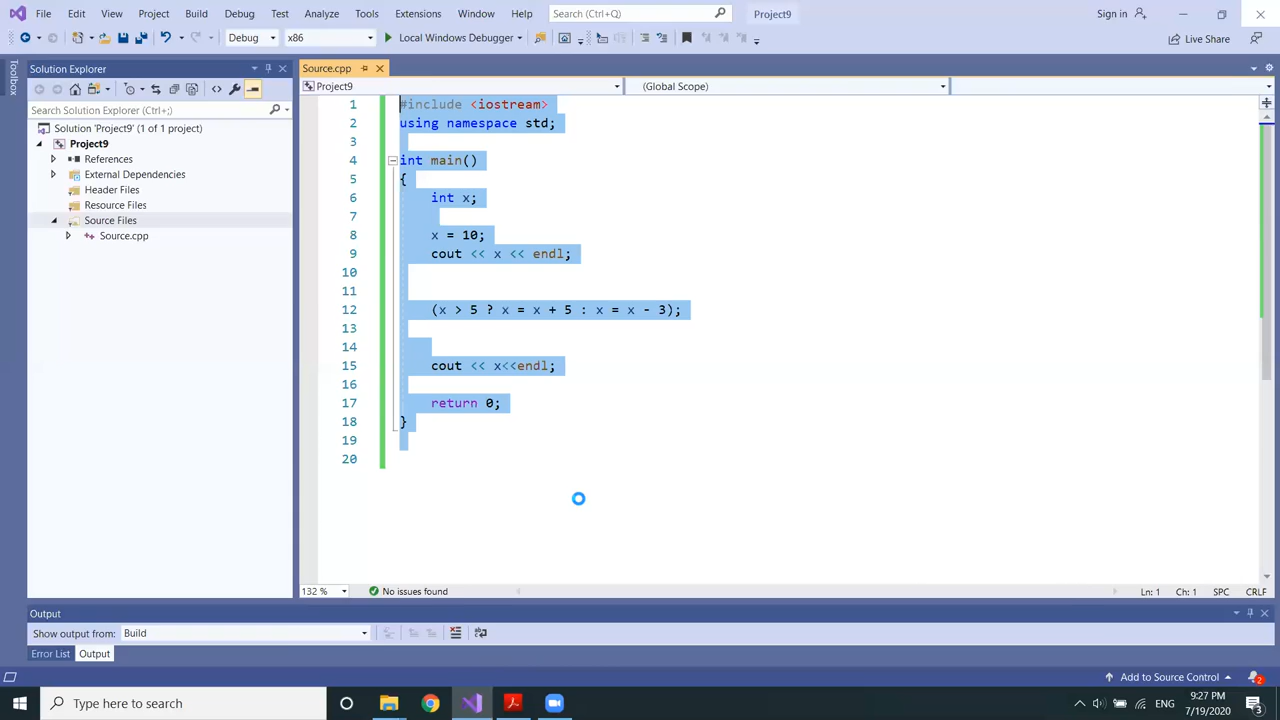 File Edit View Project Build Debug Test Analyze Tools Extensions Window Help Search (Ctrl+Q) Project9 Sign in
Debug x86 Local Windows Debugger Live Share
Toolbox
Solution Explorer
Search Solution Explorer (Ctrl+;)
Solution 'Project9' (1 of 1 project)
Project9
References
External Dependencies
Header Files
Resource Files
Source Files
Source.cpp
Source.cpp
Project9 (Global Scope)
1 #include <iostream>
2 using namespace std;
3
4 int main()
5 {
6 int x;
7
8 x = 10;
9 cout << x << endl;
10
11
12 (x > 5 ? x = x + 5 : x = x - 3);
13
14
15 cout << x<<endl;
16
17 return 0;
18 }
19
20
132 % No issues found Ln: 1 Ch: 1 SPC CRLF
Output
Show output from: Build
Error List Output
Add to Source Control 2
Type here to search ENG 9:27 PM 7/19/2020 3